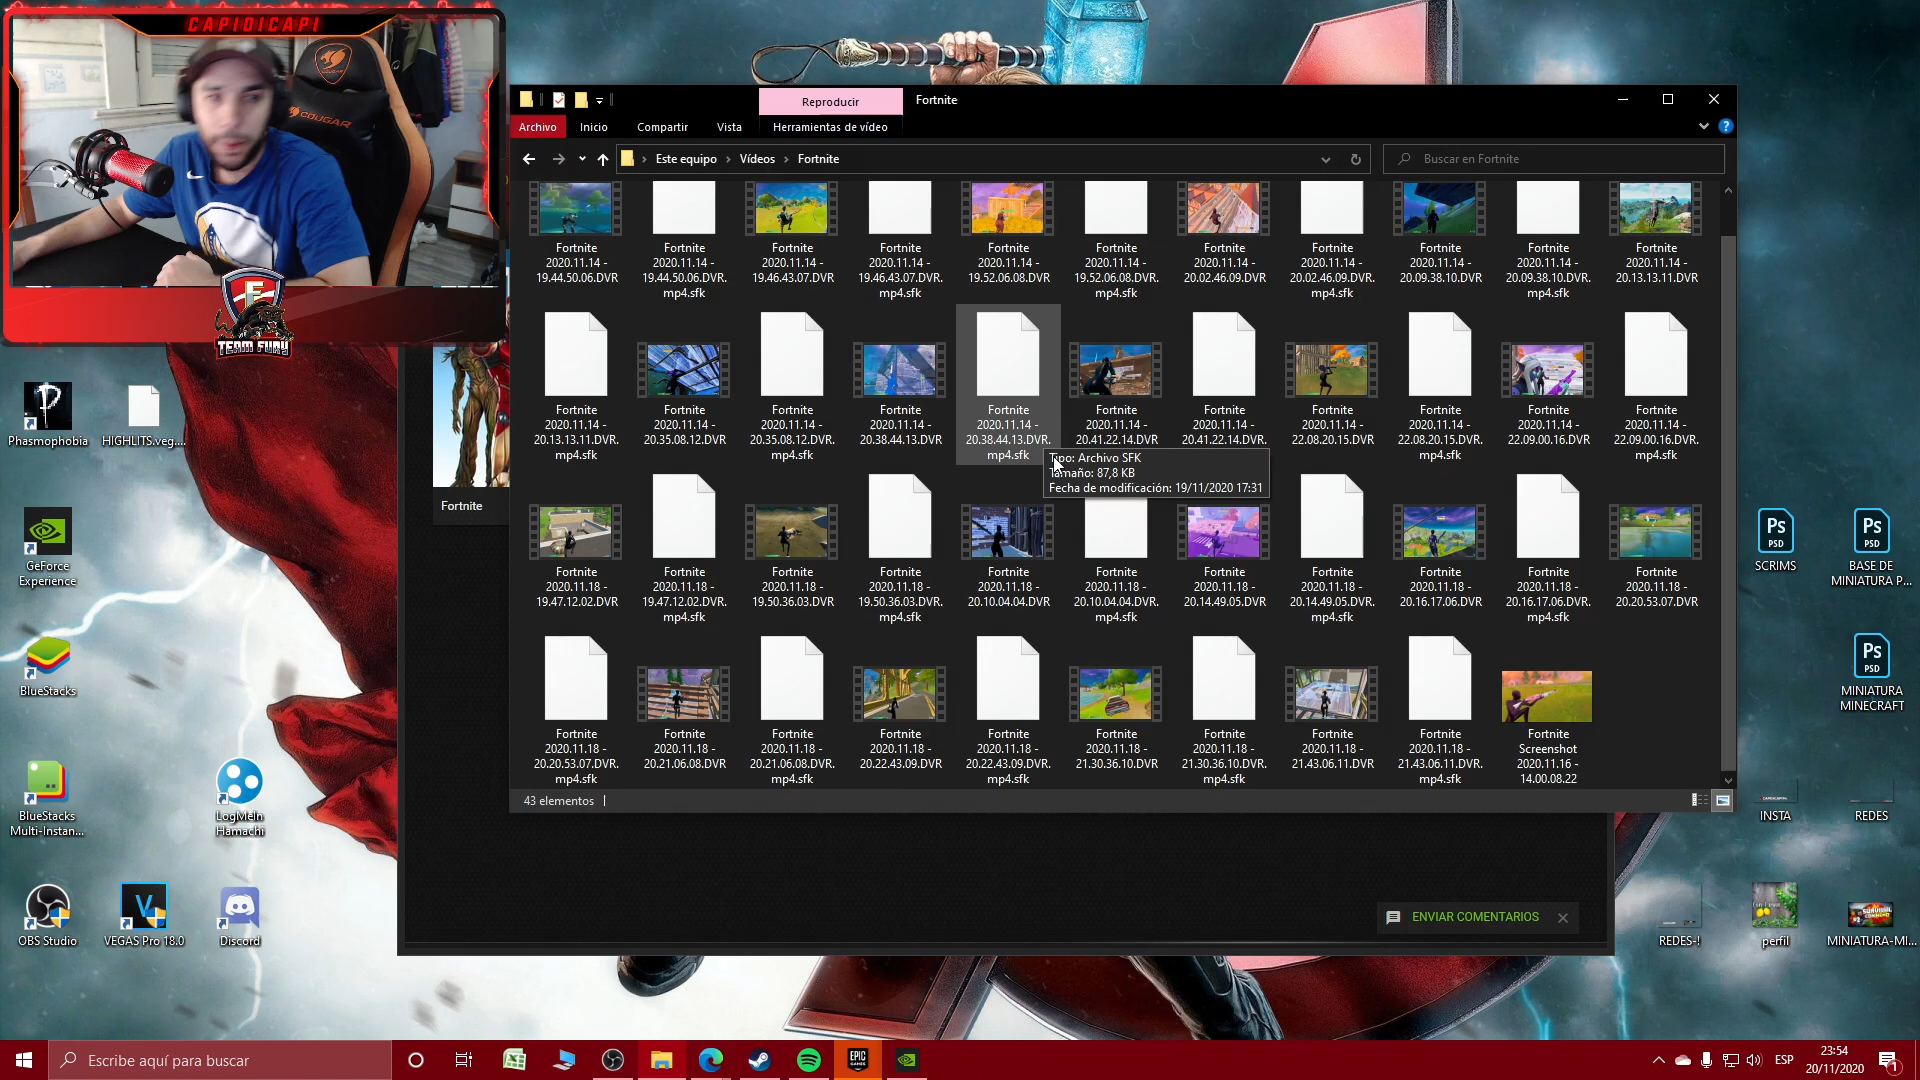 CAPIDICAPI
COUGAR
COUGAR
TEAM FURY
Reproducir
Fortnite
Archivo
Inicio
Compartir
Vista
Herramientas de vídeo
Este equipo
Vídeos
Fortnite
Buscar en Fortnite
Fortnite
2020.11.14 -
19.44.50.06.DVR
Fortnite
2020.11.14 -
19.44.50.06.DVR.
mp4.sfk
Fortnite
2020.11.14 -
19.46.43.07.DVR
Fortnite
2020.11.14 -
19.46.43.07.DVR.
mp4.sfk
Fortnite
2020.11.14 -
19.52.06.08.DVR
Fortnite
2020.11.14 -
19.52.06.08.DVR.
mp4.sfk
Fortnite
2020.11.14 -
20.02.46.09.DVR
Fortnite
2020.11.14 -
20.02.46.09.DVR.
mp4.sfk
Fortnite
2020.11.14 -
20.09.38.10.DVR
Fortnite
2020.11.14 -
20.09.38.10.DVR.
mp4.sfk
Fortnite
2020.11.14 -
20.13.13.11.DVR
Fortnite
2020.11.14 -
20.13.13.11.DVR.
mp4.sfk
Fortnite
2020.11.14 -
20.35.08.12.DVR
Fortnite
2020.11.14 -
20.35.08.12.DVR.
mp4.sfk
Fortnite
2020.11.14 -
20.38.44.13.DVR
Fortnite
2020.11.14 -
20.38.44.13.DVR.
mp4.sfk
Fortnite
2020.11.14 -
20.41.22.14.DVR
Fortnite
2020.11.14 -
20.41.22.14.DVR.
mp4.sfk
Fortnite
2020.11.14 -
22.08.20.15.DVR
Fortnite
2020.11.14 -
22.08.20.15.DVR.
mp4.sfk
Fortnite
2020.11.14 -
22.09.00.16.DVR
Fortnite
2020.11.14 -
22.09.00.16.DVR.
mp4.sfk
Tipo: Archivo SFK
Tamaño: 87,8 KB
Fecha de modificación: 19/11/2020 17:31
Fortnite
2020.11.18 -
19.47.12.02.DVR
Fortnite
2020.11.18 -
19.47.12.02.DVR.
mp4.sfk
Fortnite
2020.11.18 -
19.50.36.03.DVR
Fortnite
2020.11.18 -
19.50.36.03.DVR.
mp4.sfk
Fortnite
2020.11.18 -
20.10.04.04.DVR
Fortnite
2020.11.18 -
20.10.04.04.DVR.
mp4.sfk
Fortnite
2020.11.18 -
20.14.49.05.DVR
Fortnite
2020.11.18 -
20.14.49.05.DVR.
mp4.sfk
Fortnite
2020.11.18 -
20.16.17.06.DVR
Fortnite
2020.11.18 -
20.16.17.06.DVR.
mp4.sfk
Fortnite
2020.11.18 -
20.20.53.07.DVR
Fortnite
2020.11.18 -
20.20.53.07.DVR.
mp4.sfk
Fortnite
2020.11.18 -
20.21.06.08.DVR
Fortnite
2020.11.18 -
20.21.06.08.DVR.
mp4.sfk
Fortnite
2020.11.18 -
20.22.43.09.DVR
Fortnite
2020.11.18 -
20.22.43.09.DVR.
mp4.sfk
Fortnite
2020.11.18 -
21.30.36.10.DVR
Fortnite
2020.11.18 -
21.30.36.10.DVR.
mp4.sfk
Fortnite
2020.11.18 -
21.43.06.11.DVR
Fortnite
2020.11.18 -
21.43.06.11.DVR.
mp4.sfk
Fortnite
Screenshot
2020.11.16 -
14.00.08.22
43 elementos
Fortnite
ENVIAR COMENTARIOS
Phasmophobia
HIGHLITS.veg....
GeForce
Experience
BlueStacks
BlueStacks
Multi-Instan...
LogMeIn
Hamachi
OBS Studio
VEGAS Pro 18.0
Discord
Ps
PSD
SCRIMS
Ps
PSD
BASE DE
MINIATURA P...
Ps
PSD
MINIATURA
MINECRAFT
INSTA
REDES
REDES-!
perfil
MINIATURA-MI...
Escribe aquí para buscar
EPIC
GAMES
ESP
23:54
20/11/2020
1